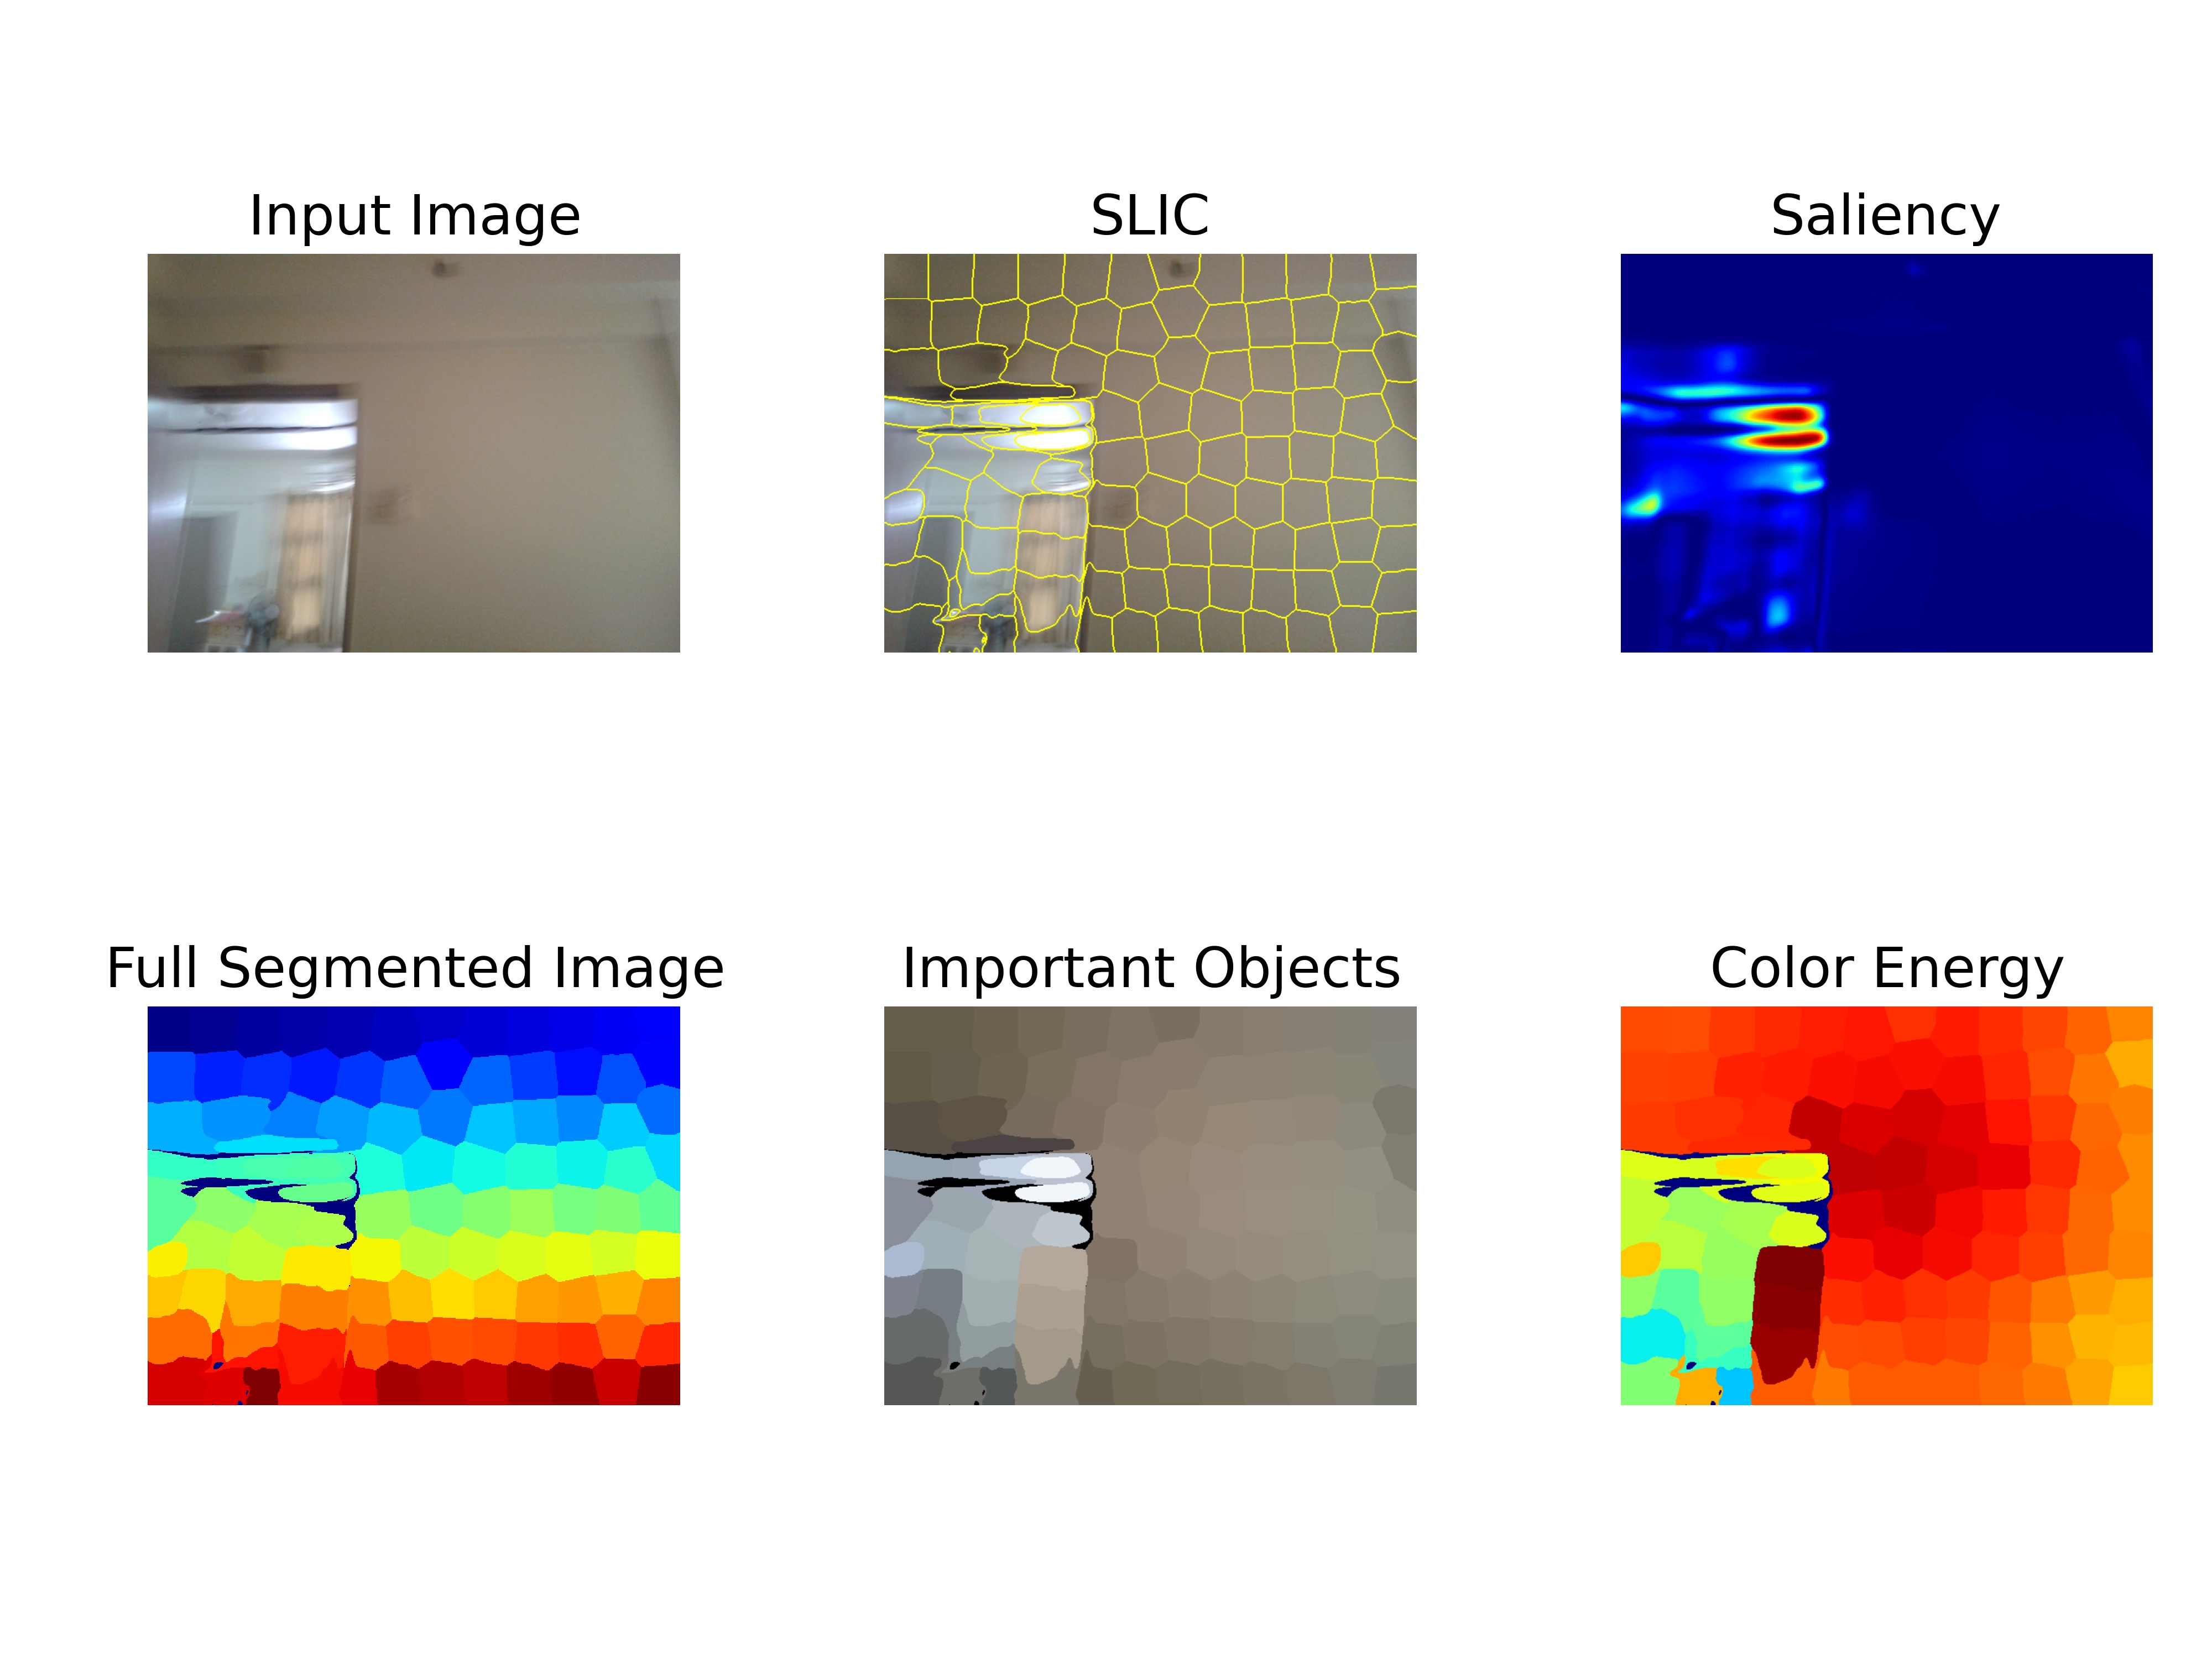 Input Image
SLIC
Saliency
Full Segmented Image
Important Objects
Color Energy